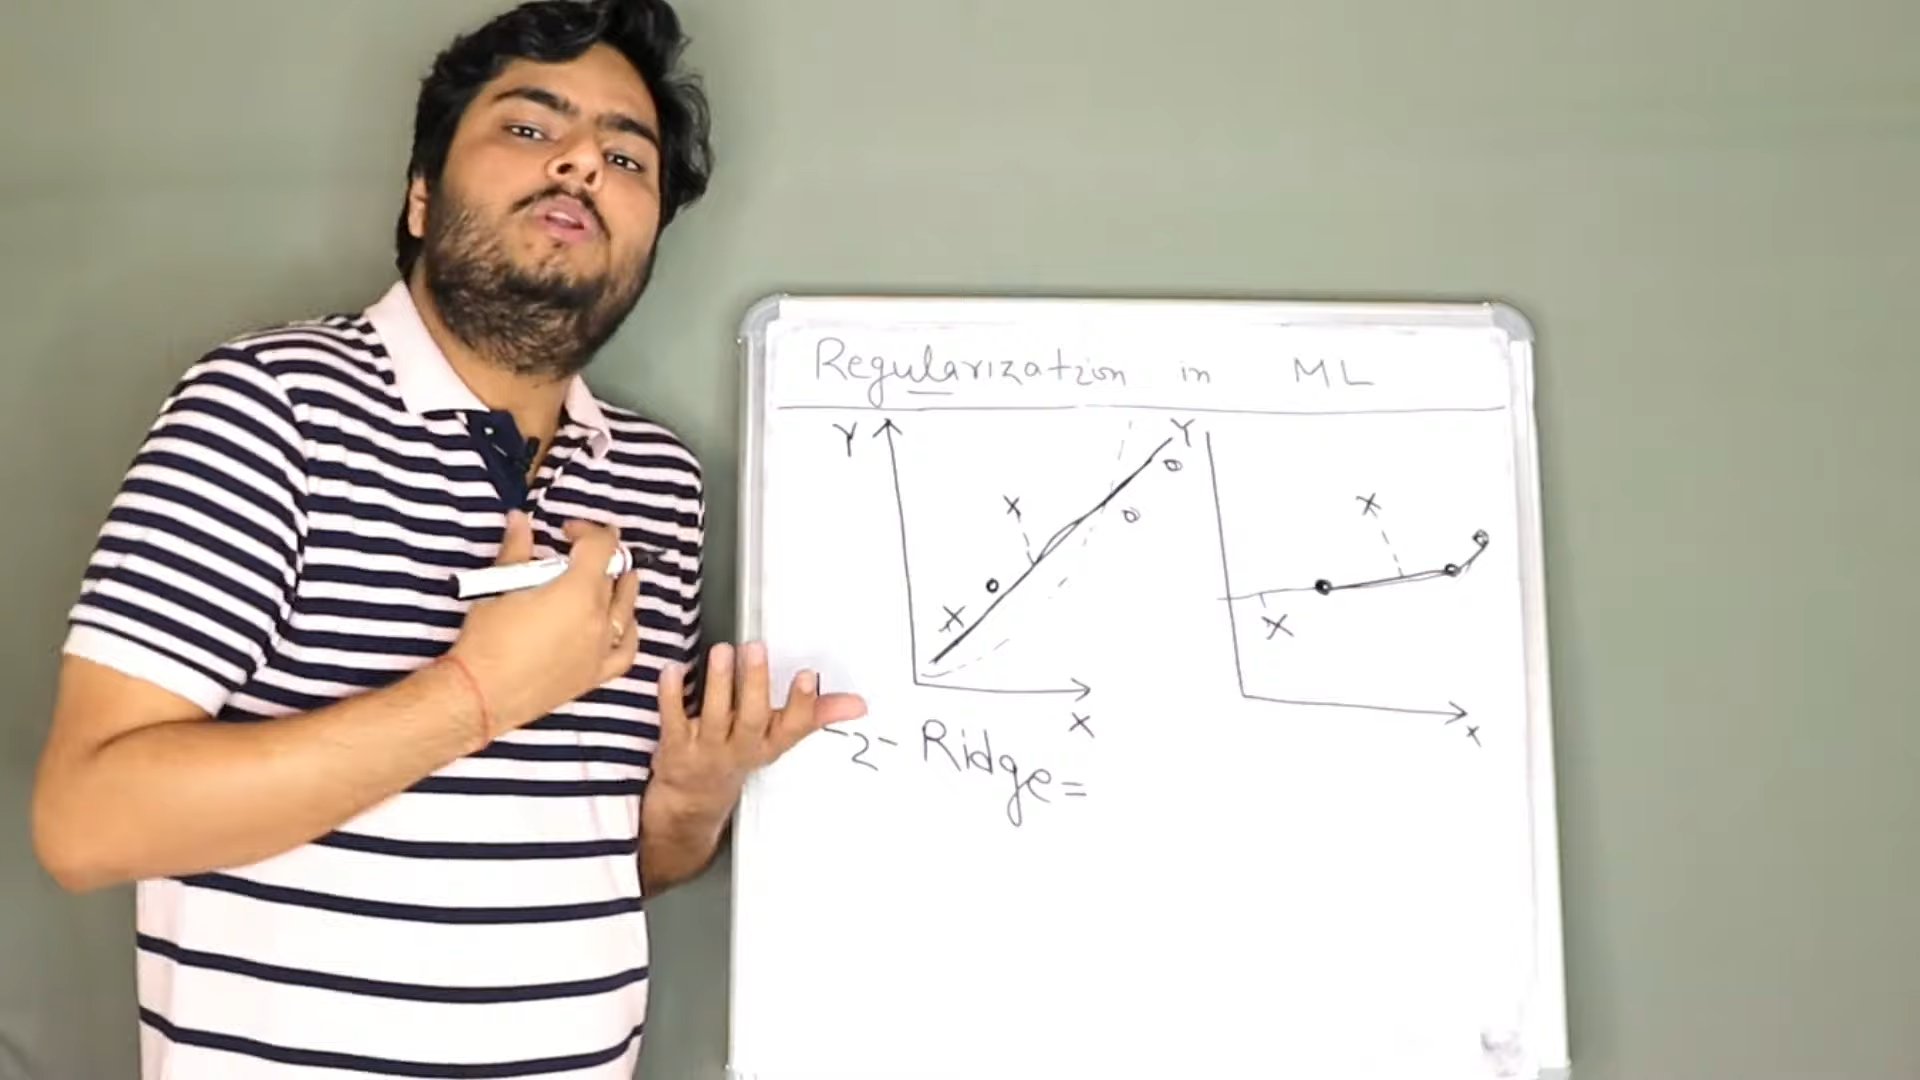 Regularization in ML
Y
Y
X
X
X
X
X
x
-2- Ridge=